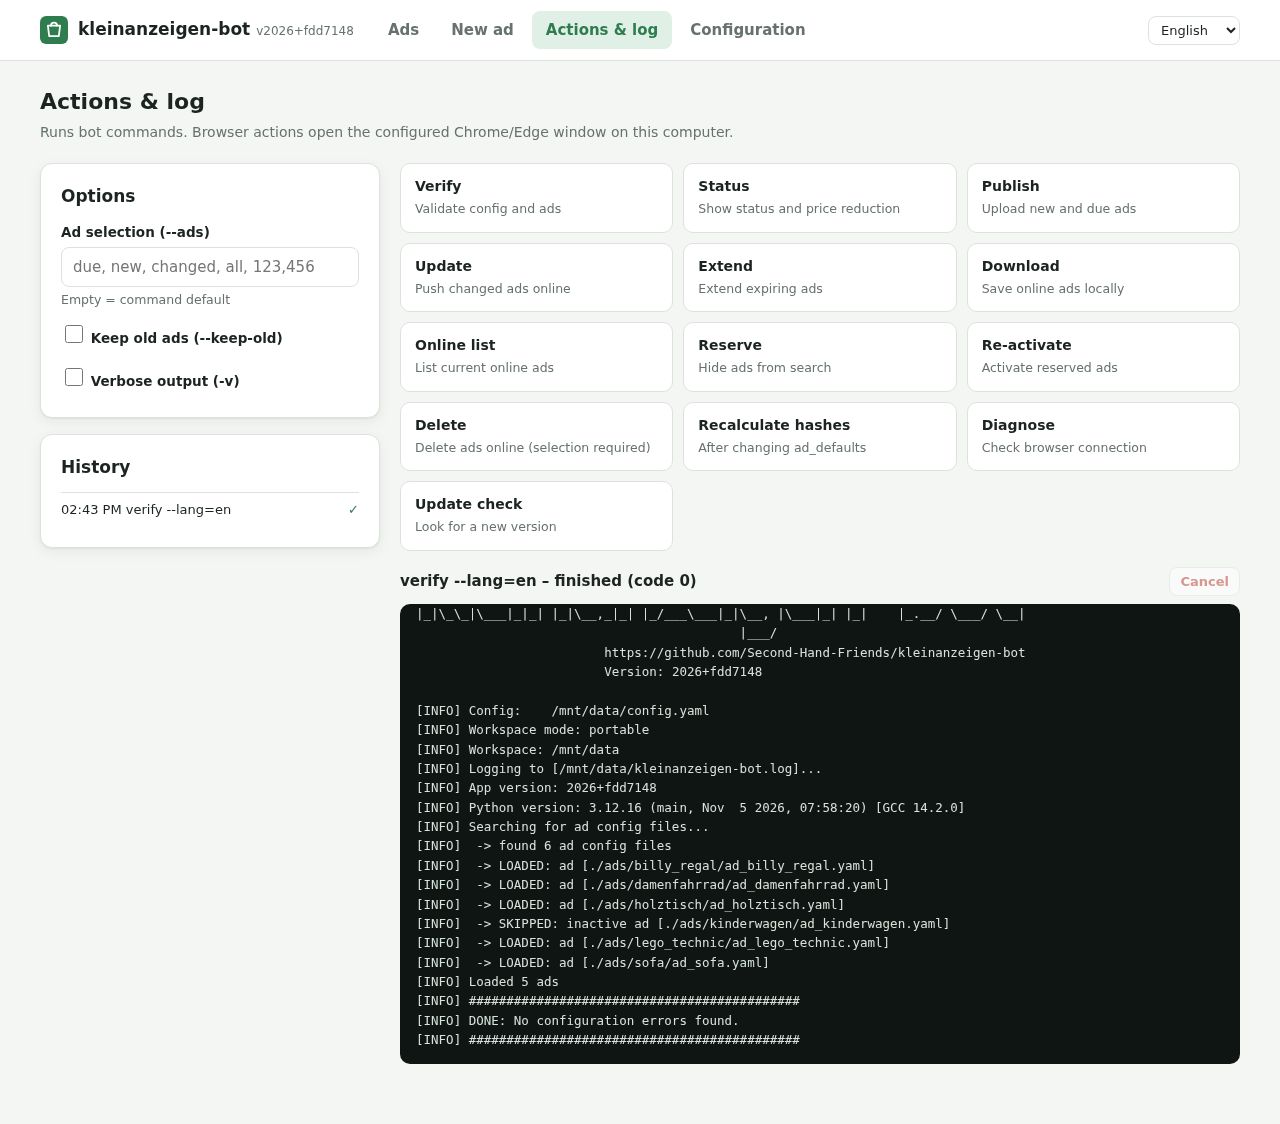 kleinanzeigen-bot v2026+fdd7148
Ads
New ad
Actions & log
Configuration
English
Actions & log
Runs bot commands. Browser actions open the configured Chrome/Edge window on this computer.
Options
Ad selection (--ads)
due, new, changed, all, 123,456
Empty = command default
Keep old ads (--keep-old)
Verbose output (-v)
History
02:43 PM verify --lang=en ✓
Verify
Validate config and ads
Status
Show status and price reduction
Publish
Upload new and due ads
Update
Push changed ads online
Extend
Extend expiring ads
Download
Save online ads locally
Online list
List current online ads
Reserve
Hide ads from search
Re-activate
Activate reserved ads
Delete
Delete ads online (selection required)
Recalculate hashes
After changing ad_defaults
Diagnose
Check browser connection
Update check
Look for a new version
verify --lang=en – finished (code 0)
Cancel
|_|\_\_|\___|_|_| |_|\__,_|_| |_/___\___|_|\__, |\___|_| |_|    |_.__/ \___/ \__|
                                           |___/
                         https://github.com/Second-Hand-Friends/kleinanzeigen-bot
                         Version: 2026+fdd7148
[INFO] Config:    /mnt/data/config.yaml
[INFO] Workspace mode: portable
[INFO] Workspace: /mnt/data
[INFO] Logging to [/mnt/data/kleinanzeigen-bot.log]...
[INFO] App version: 2026+fdd7148
[INFO] Python version: 3.12.16 (main, Nov  5 2026, 07:58:20) [GCC 14.2.0]
[INFO] Searching for ad config files...
[INFO]  -> found 6 ad config files
[INFO]  -> LOADED: ad [./ads/billy_regal/ad_billy_regal.yaml]
[INFO]  -> LOADED: ad [./ads/damenfahrrad/ad_damenfahrrad.yaml]
[INFO]  -> LOADED: ad [./ads/holztisch/ad_holztisch.yaml]
[INFO]  -> SKIPPED: inactive ad [./ads/kinderwagen/ad_kinderwagen.yaml]
[INFO]  -> LOADED: ad [./ads/lego_technic/ad_lego_technic.yaml]
[INFO]  -> LOADED: ad [./ads/sofa/ad_sofa.yaml]
[INFO] Loaded 5 ads
[INFO] ############################################
[INFO] DONE: No configuration errors found.
[INFO] ############################################